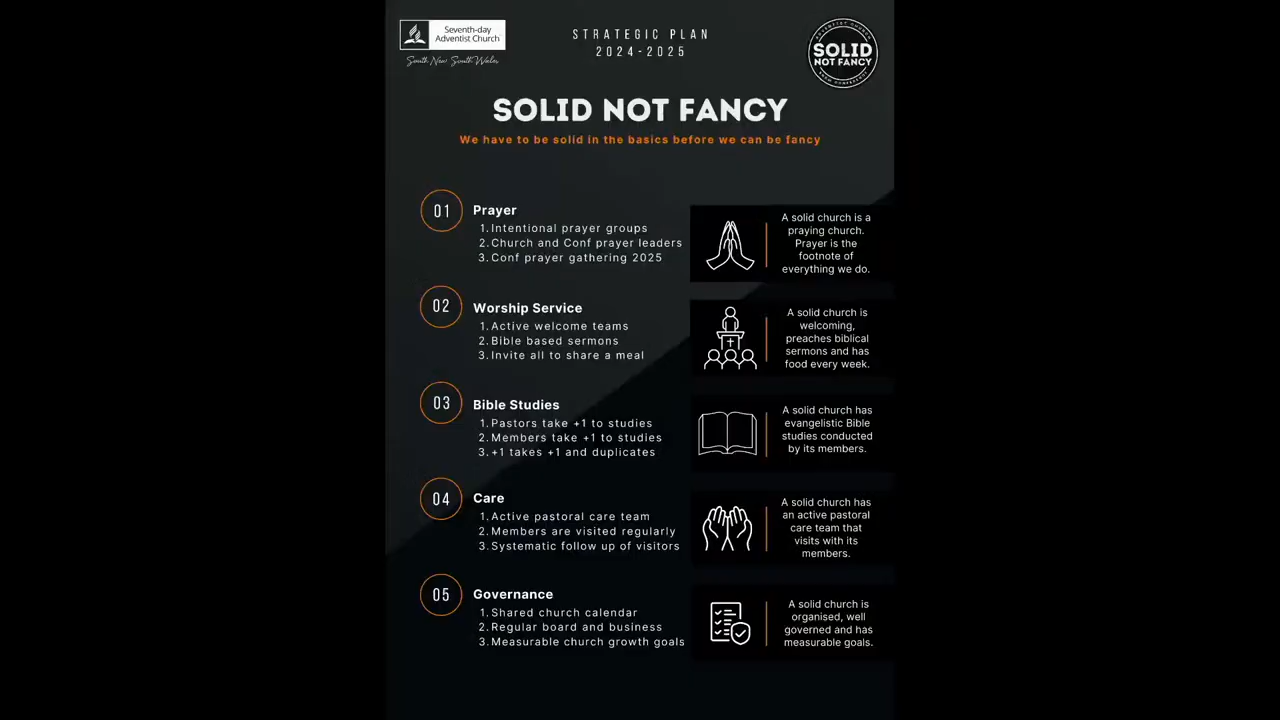 Seventh-day
Adventist Church
South New South Wales
STRATEGIC PLAN
2024-2025
SOLID
NOT FANCY
SOLID NOT FANCY
We have to be solid in the basics before we can be fancy
01
Prayer
1. Intentional prayer groups
2. Church and Conf prayer leaders
3. Conf prayer gathering 2025
A solid church is a
praying church.
Prayer is the
footnote of
everything we do.
02
Worship Service
1. Active welcome teams
2. Bible based sermons
3. Invite all to share a meal
A solid church is
welcoming,
preaches biblical
sermons and has
food every week.
03
Bible Studies
1. Pastors take +1 to studies
2. Members take +1 to studies
3. +1 takes +1 and duplicates
A solid church has
evangelistic Bible
studies conducted
by its members.
04
Care
1. Active pastoral care team
2. Members are visited regularly
3. Systematic follow up of visitors
A solid church has
an active pastoral
care team that
visits with its
members.
05
Governance
1. Shared church calendar
2. Regular board and business
3. Measurable church growth goals
A solid church is
organised, well
governed and has
measurable goals.